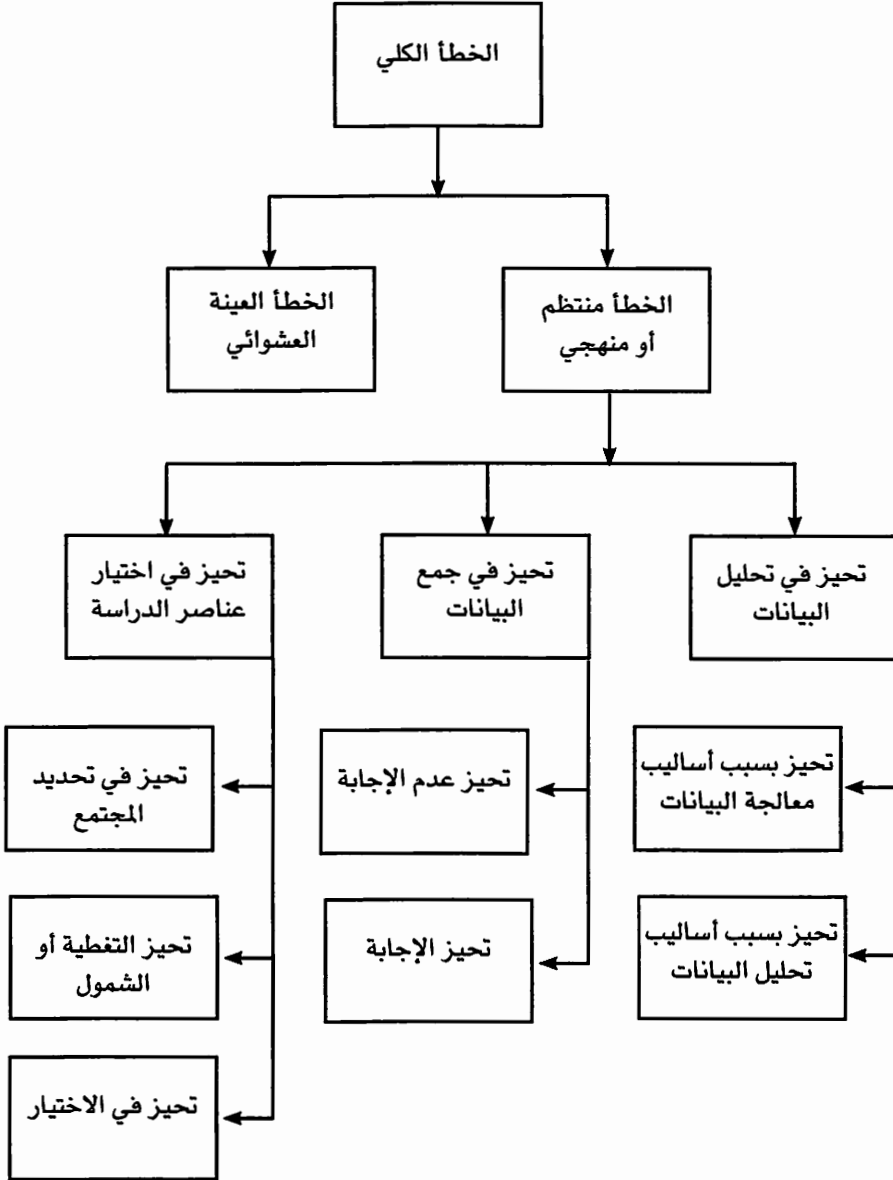 الخطأ الكلي
الخطأ منتظم
أو منهجي
الخطأ العينة
العشوائي
تحيز في تحليل
البيانات
تحيز في جمع
البيانات
تحيز في اختيار
عناصر الدراسة
تحيز بسبب أساليب
معالجة البيانات
تحيز عدم الإجابة
تحيز في تحديد
المجتمع
تحيز بسبب أساليب
تحليل البيانات
تحيز الإجابة
تحيز التغطية أو
الشمول
تحيز في الاختيار